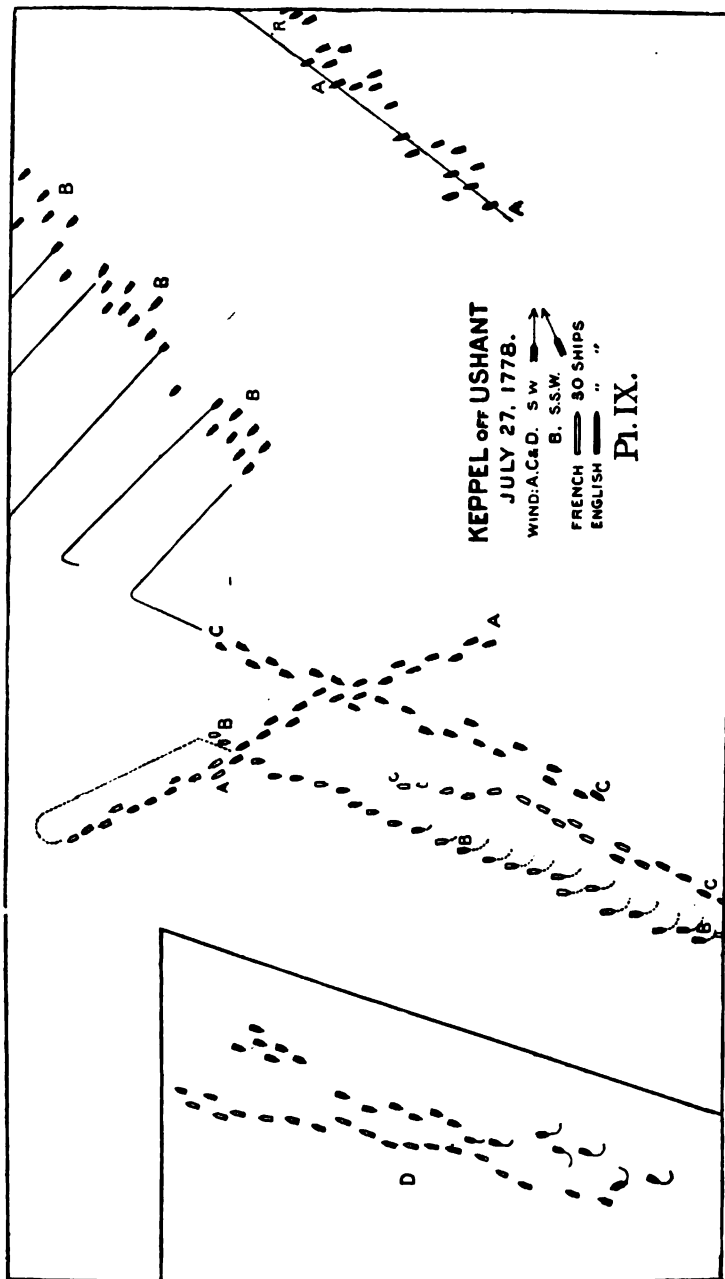 KEPPEL OFF USHANT
JULY 27, 1778.
WIND: A.C&D. S W
B. S.S.W.
FRENCH 30 SHIPS
ENGLISH " "
Pl. IX.
R
A
A
B
B
B
C
A
B
A
C
C
B
C
B
D